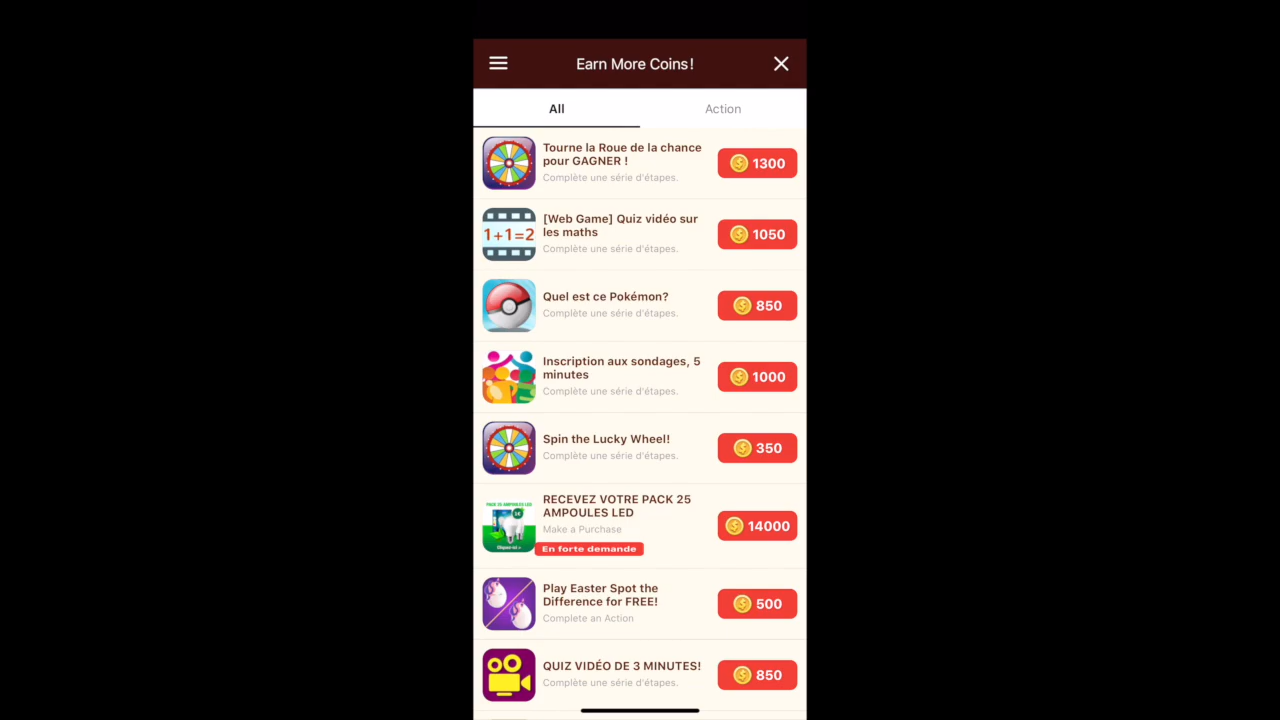 Earn More Coins!
All
Action
Tourne la Roue de la chance
pour GAGNER !
Complète une série d'étapes.
1300
[Web Game] Quiz vidéo sur
les maths
Complète une série d'étapes.
1+1=2
1050
Quel est ce Pokémon?
Complète une série d'étapes.
850
Inscription aux sondages, 5
minutes
Complète une série d'étapes.
1000
Spin the Lucky Wheel!
Complète une série d'étapes.
350
RECEVEZ VOTRE PACK 25
AMPOULES LED
Make a Purchase
En forte demande
PACK 25 AMPOULES LED
14000
Play Easter Spot the
Difference for FREE!
Complete an Action
500
QUIZ VIDÉO DE 3 MINUTES!
Complète une série d'étapes.
850